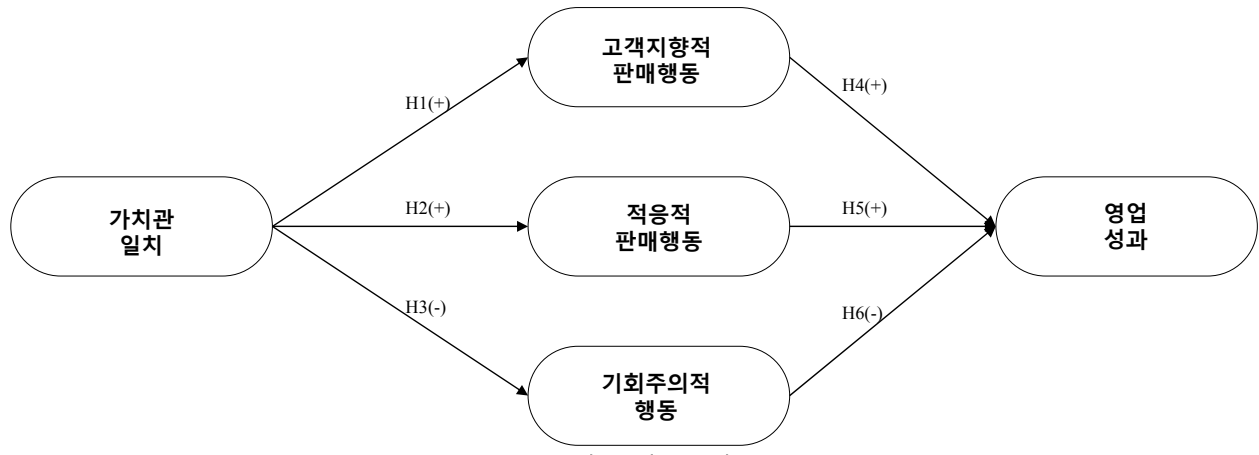 고객지향적
판매행동
H1(+)
H4(+)
가치관
일치
H2(+)
적응적
판매행동
H5(+)
영업
성과
H3(-)
H6(-)
기회주의적
행동